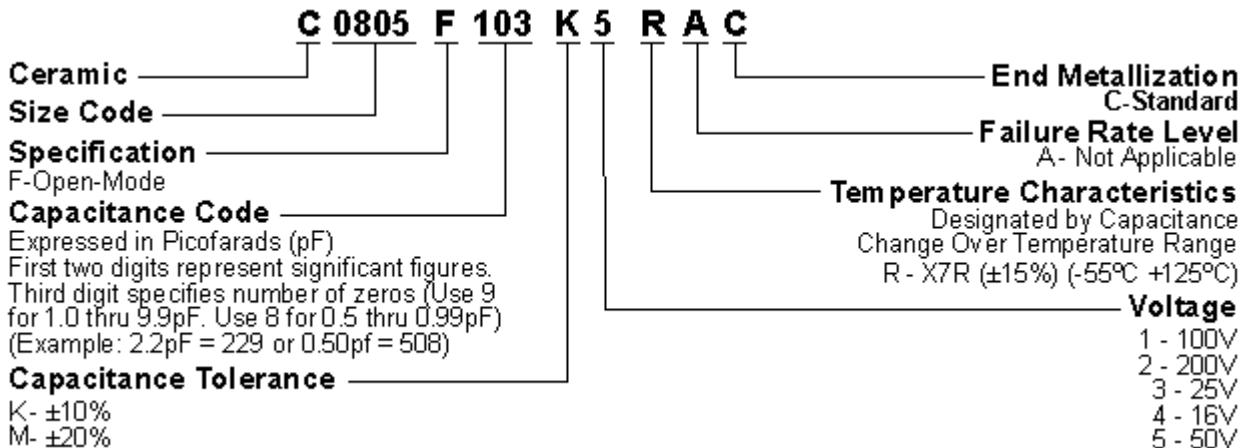 C 0805 F 103 K 5 R A C
Ceramic
Size Code
Specification
F-Open-Mode
Capacitance Code
Expressed in Picofarads (pF)
First two digits represent significant figures.
Third digit specifies number of zeros (Use 9
for 1.0 thru 9.9pF. Use 8 for 0.5 thru 0.99pF)
(Example: 2.2pF = 229 or 0.50pf = 508)
Capacitance Tolerance
K- ±10%
M- ±20%
End Metallization
C-Standard
Failure Rate Level
A- Not Applicable
Temperature Characteristics
Designated by Capacitance
Change Over Temperature Range
R - X7R (±15%) (-55ºC +125ºC)
Voltage
1 - 100V
2 - 200V
3 - 25V
4 - 16V
5 - 50V